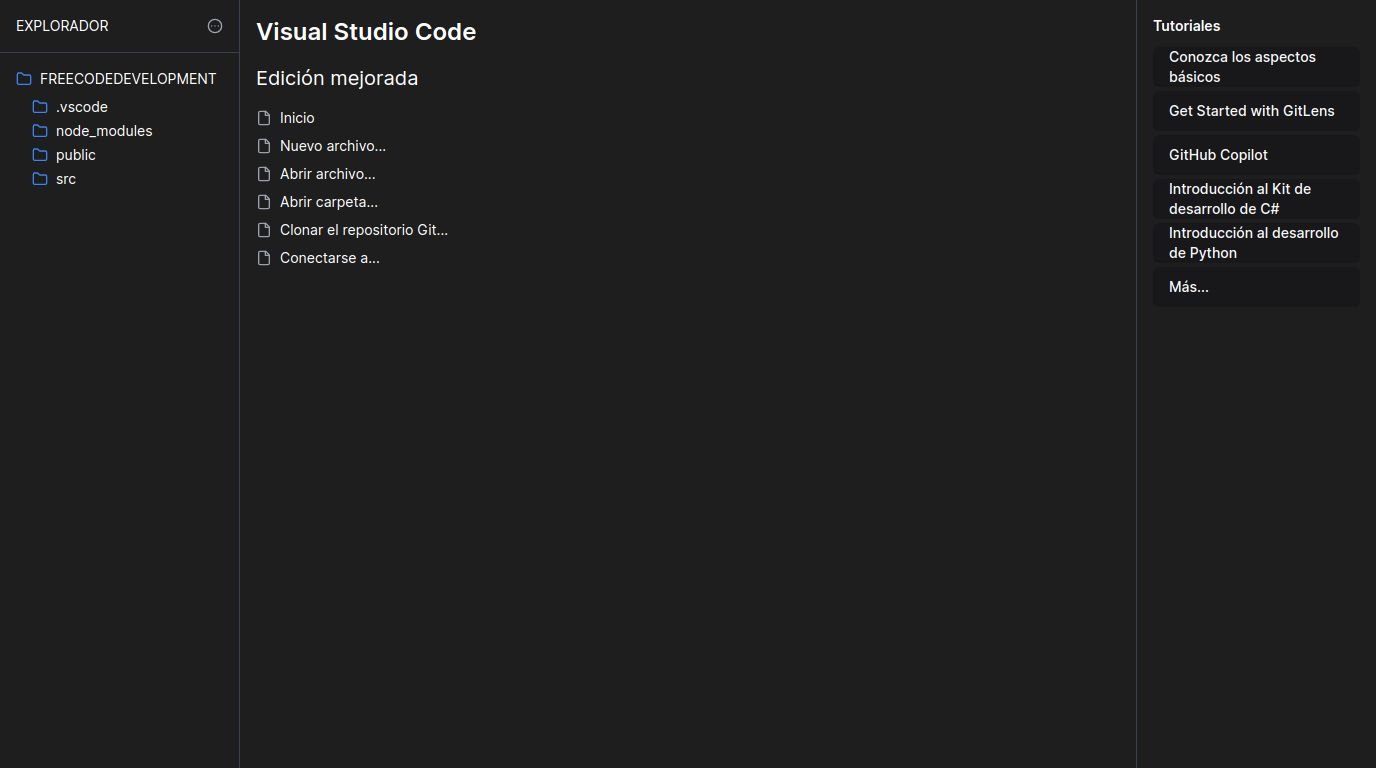 EXPLORADOR
FREECODEDEVELOPMENT
.vscode
node_modules
public
src
Visual Studio Code
Edición mejorada
Inicio
Nuevo archivo...
Abrir archivo...
Abrir carpeta...
Clonar el repositorio Git...
Conectarse a...
Tutoriales
Conozca los aspectos
básicos
Get Started with GitLens
GitHub Copilot
Introducción al Kit de
desarrollo de C#
Introducción al desarrollo
de Python
Más...